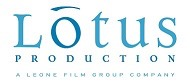 Lōtus
PRODUCTION
A LEONE FILM GROUP COMPANY